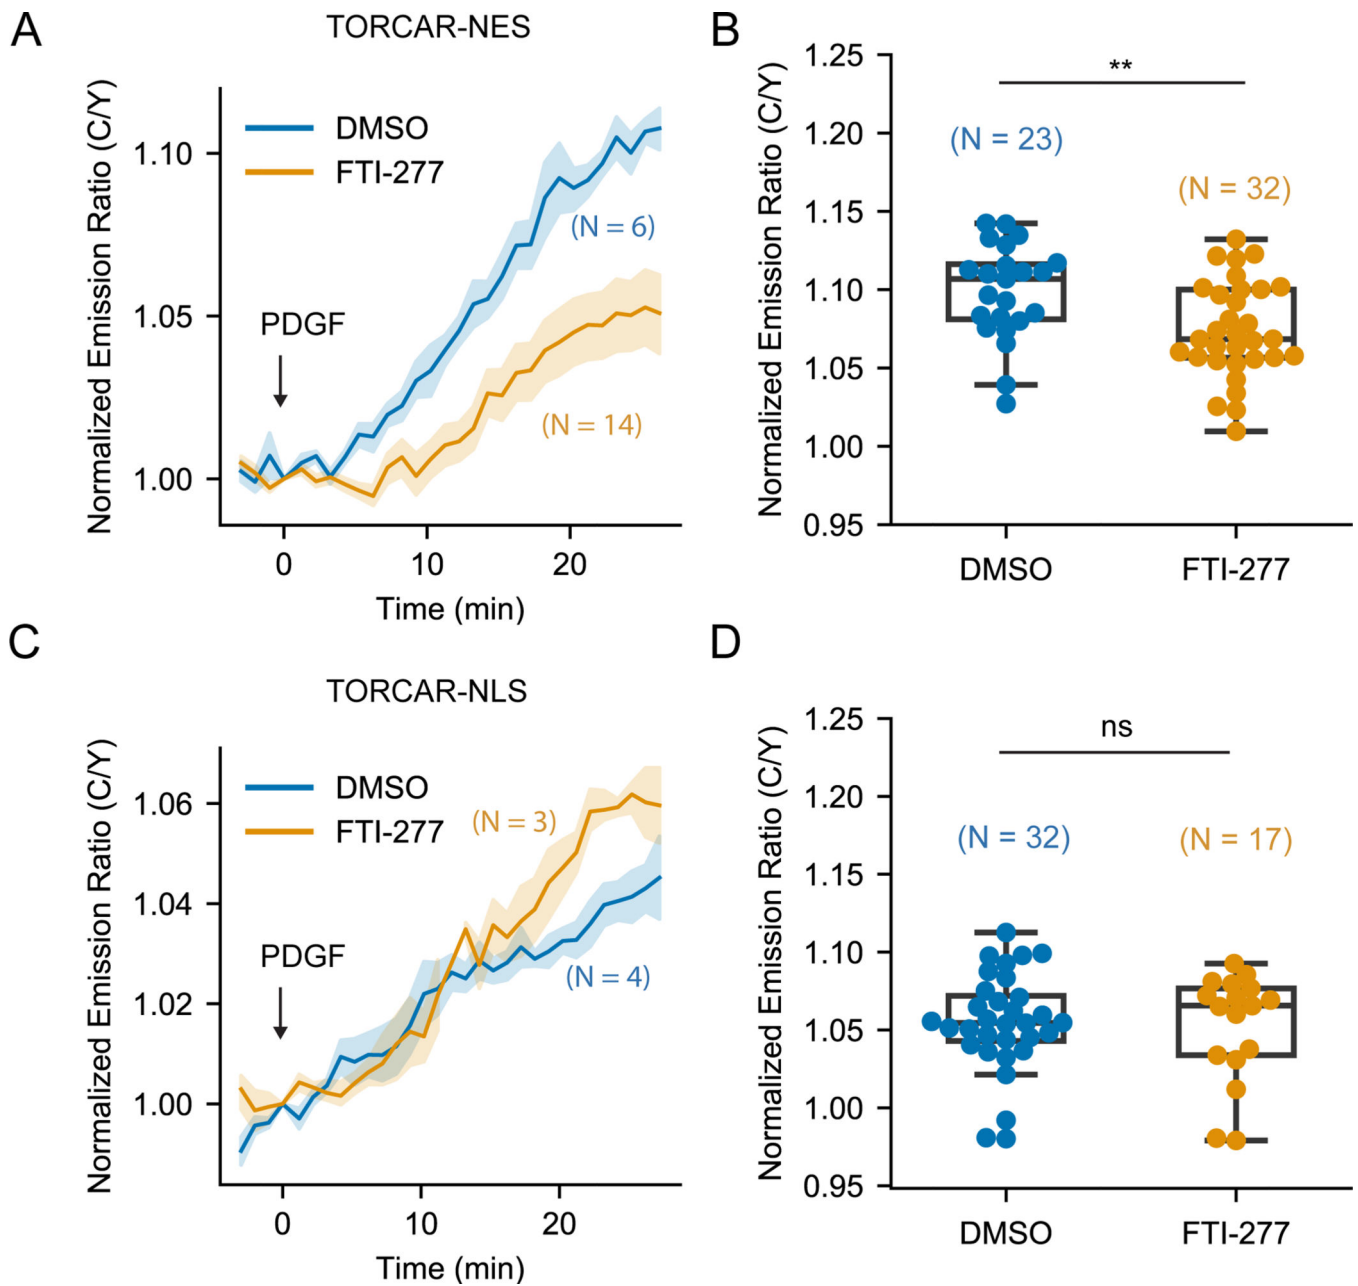 A
TORCAR-NES
Normalized Emission Ratio (C/Y)
1.10
1.05
1.00
DMSO
FTI-277
PDGF
(N = 6)
(N = 14)
0
10
20
Time (min)
B
Normalized Emission Ratio (C/Y)
1.25
1.20
1.15
1.10
1.05
1.00
0.95
**
(N = 23)
(N = 32)
DMSO
FTI-277
C
TORCAR-NLS
Normalized Emission Ratio (C/Y)
1.06
1.04
1.02
1.00
DMSO
FTI-277
(N = 3)
PDGF
(N = 4)
0
10
20
Time (min)
D
Normalized Emission Ratio (C/Y)
1.25
1.20
1.15
1.10
1.05
1.00
0.95
ns
(N = 32)
(N = 17)
DMSO
FTI-277